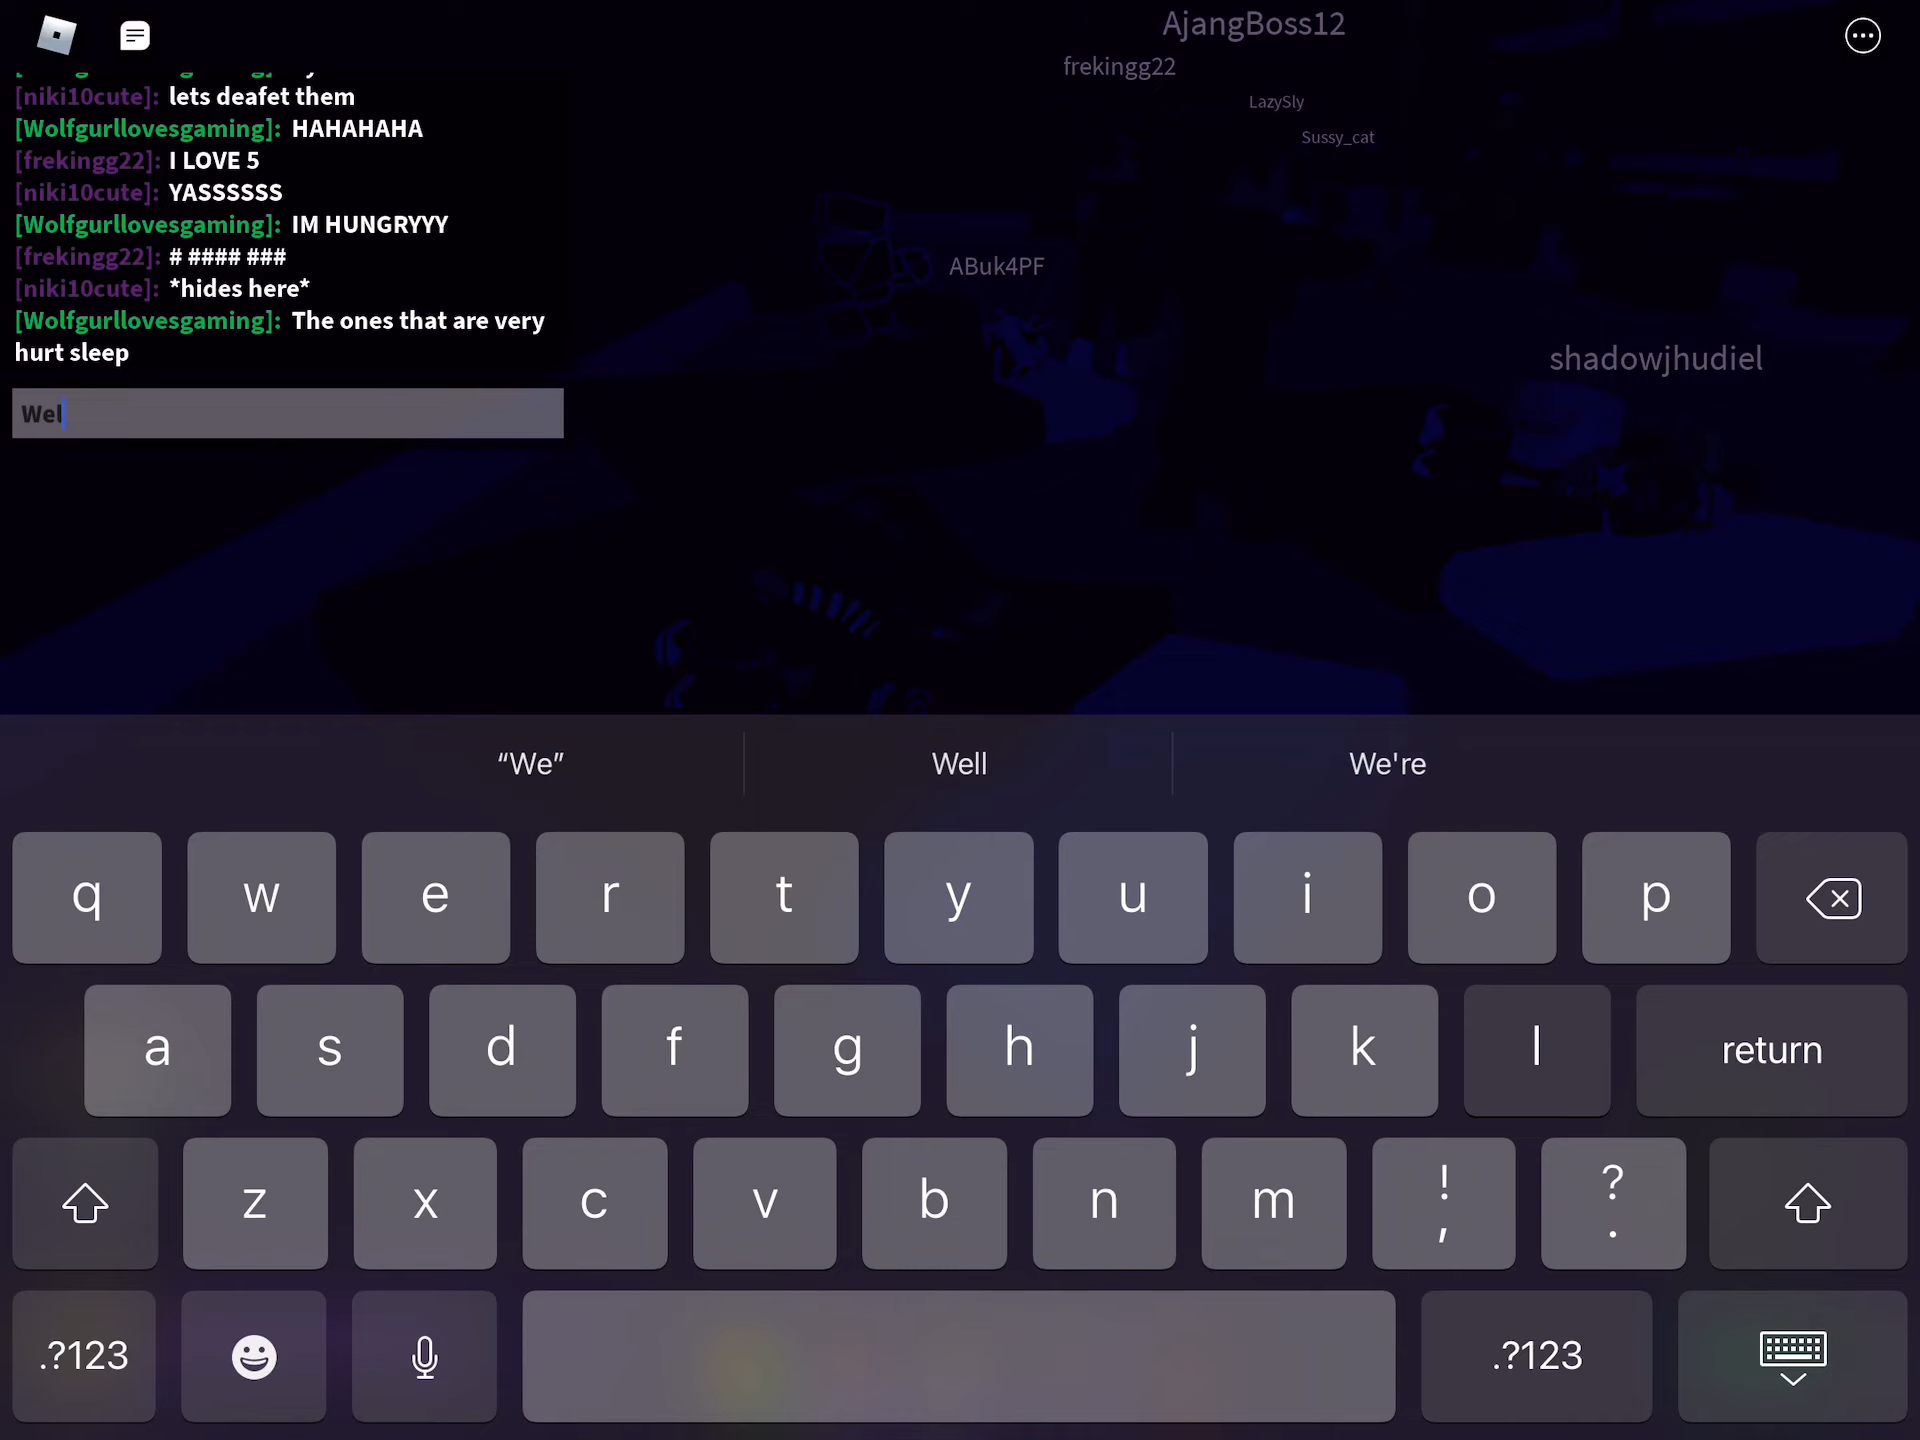 AjangBoss12
frekingg22
LazySly
Sussy_cat
[niki10cute]: lets deafet them
[Wolfgurllovesgaming]: HAHAHAHA
[frekingg22]: I LOVE 5
[niki10cute]: YASSSSSS
[Wolfgurllovesgaming]: IM HUNGRYYY
[frekingg22]: # #### ###
[niki10cute]: *hides here*
[Wolfgurllovesgaming]: The ones that are very
hurt sleep
ABuk4PF
shadowjhudiel
Wel
“We” Well We're
q w e r t y u i o p
a s d f g h j k l return
z x c v b n m ! , ? .
.?123 .?123